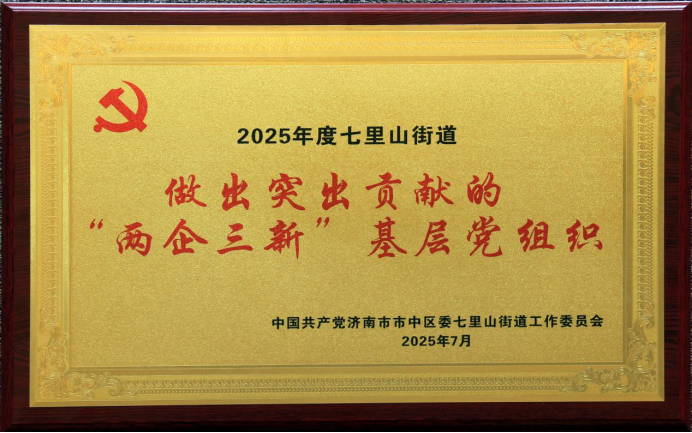 2025年度七里山街道
做出突出贡献的
“两企三新”基层党组织
中国共产党济南市市中区委七里山街道工作委员会
2025年7月